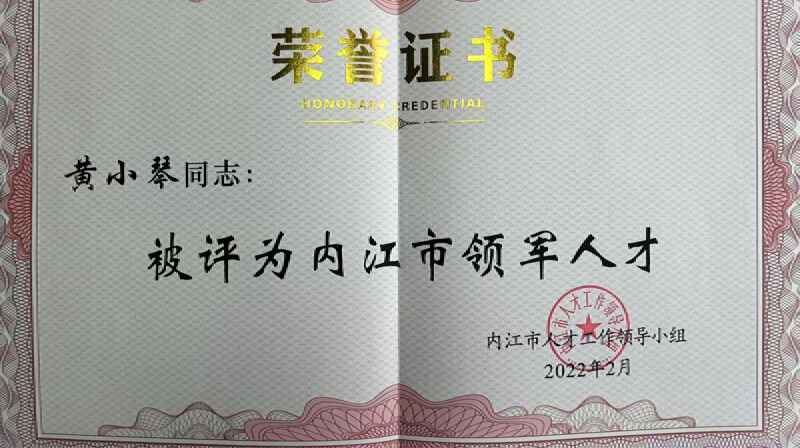 荣誉证书
HONORARY CREDENTIAL
黄小琴同志:
被评为内江市领军人才
内江市人才工作领导小组
2022年2月